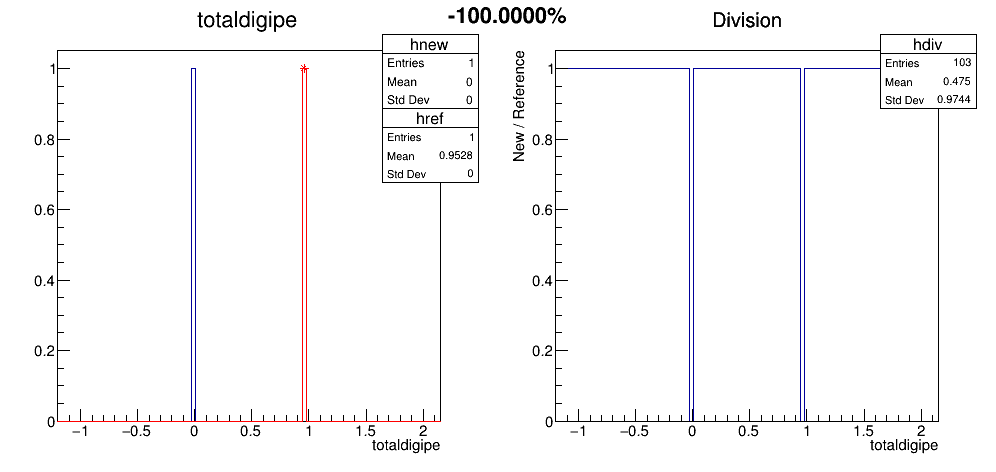 totaldigipe
-100.0000%
Division
hnew
Entries 1
Mean 0
Std Dev 0
href
Entries 1
Mean 0.9528
Std Dev 0
hdiv
Entries 103
Mean 0.475
Std Dev 0.9744
1
0.8
0.6
0.4
0.2
0
−1 −0.5 0 0.5 1 1.5 2
totaldigipe
New / Reference
1
0.8
0.6
0.4
0.2
0
−1 −0.5 0 0.5 1 1.5 2
totaldigipe